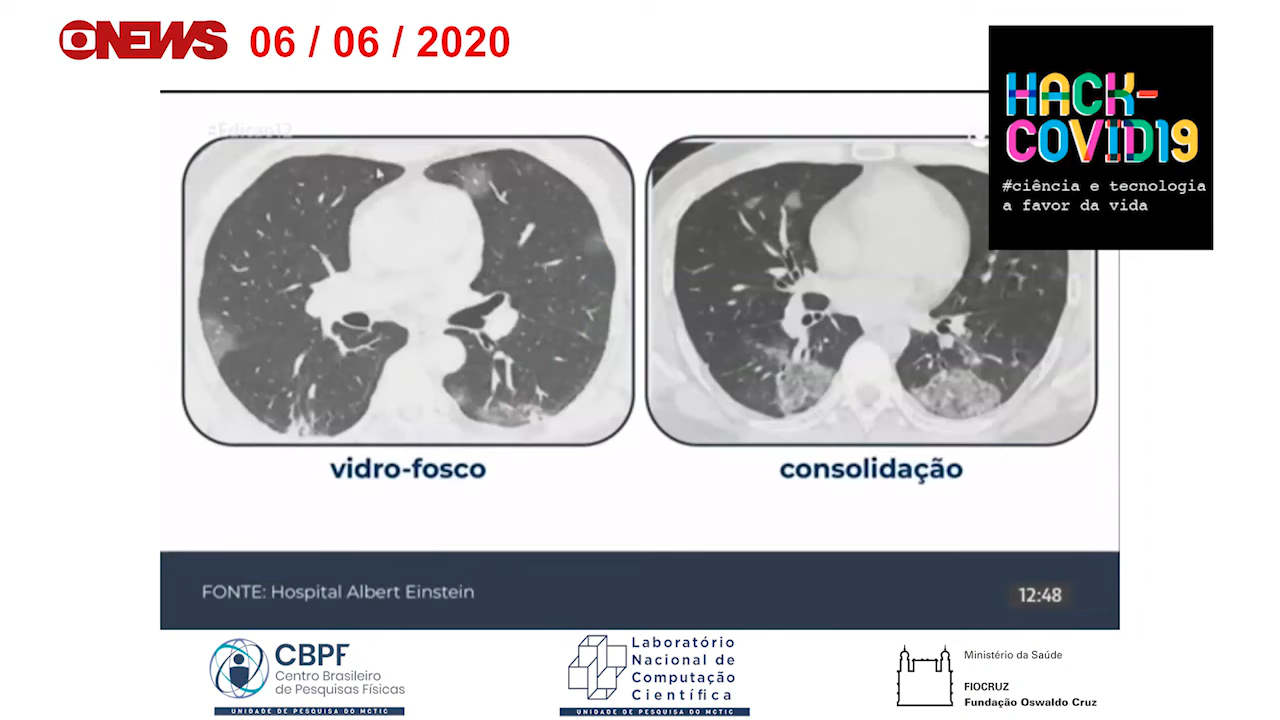 GNEWS 06 / 06 / 2020
HACK-
COVID19
#ciência e tecnologia
a favor da vida
#Edicao12
vidro-fosco
consolidação
FONTE: Hospital Albert Einstein
12:48
CBPF
Centro Brasileiro
de Pesquisas Físicas
UNIDADE DE PESQUISA DO MCTIC
Laboratório
Nacional de
Computação
Científica
UNIDADE DE PESQUISA DO MCTIC
Ministério da Saúde
FIOCRUZ
Fundação Oswaldo Cruz